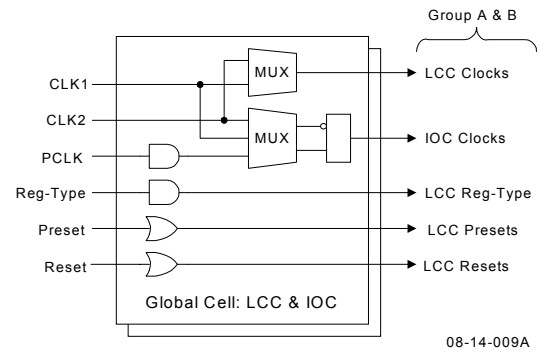 Group A & B
MUX
LCC Clocks
CLK1
CLK2
MUX
IOC Clocks
PCLK
Reg-Type
LCC Reg-Type
Preset
LCC Presets
Reset
LCC Resets
Global Cell: LCC & IOC
08-14-009A